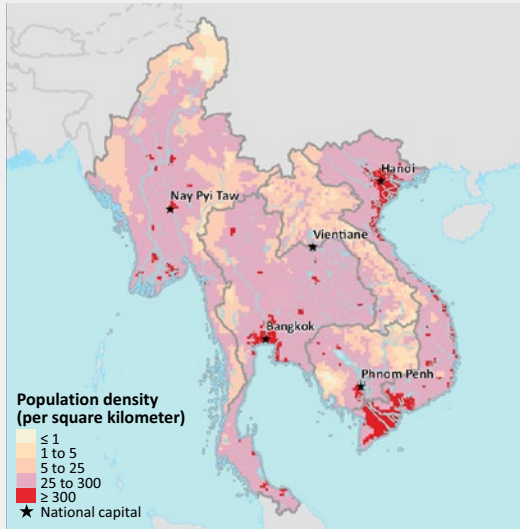 Hanoi
Nay Pyi Taw
Vientiane
Bangkok
Phnom Penh
Population density
(per square kilometer)
≤ 1
1 to 5
5 to 25
25 to 300
≥ 300
National capital